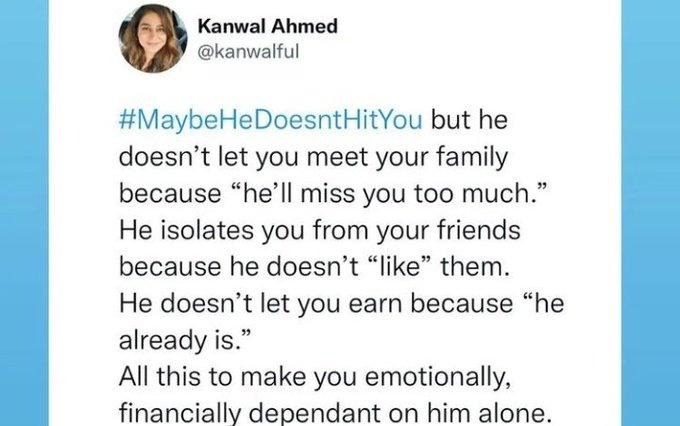 Kanwal Ahmed
@kanwalful
#MaybeHeDoesntHitYou but he
doesn’t let you meet your family
because “he’ll miss you too much.”
He isolates you from your friends
because he doesn’t “like” them.
He doesn’t let you earn because “he
already is.”
All this to make you emotionally,
financially dependant on him alone.